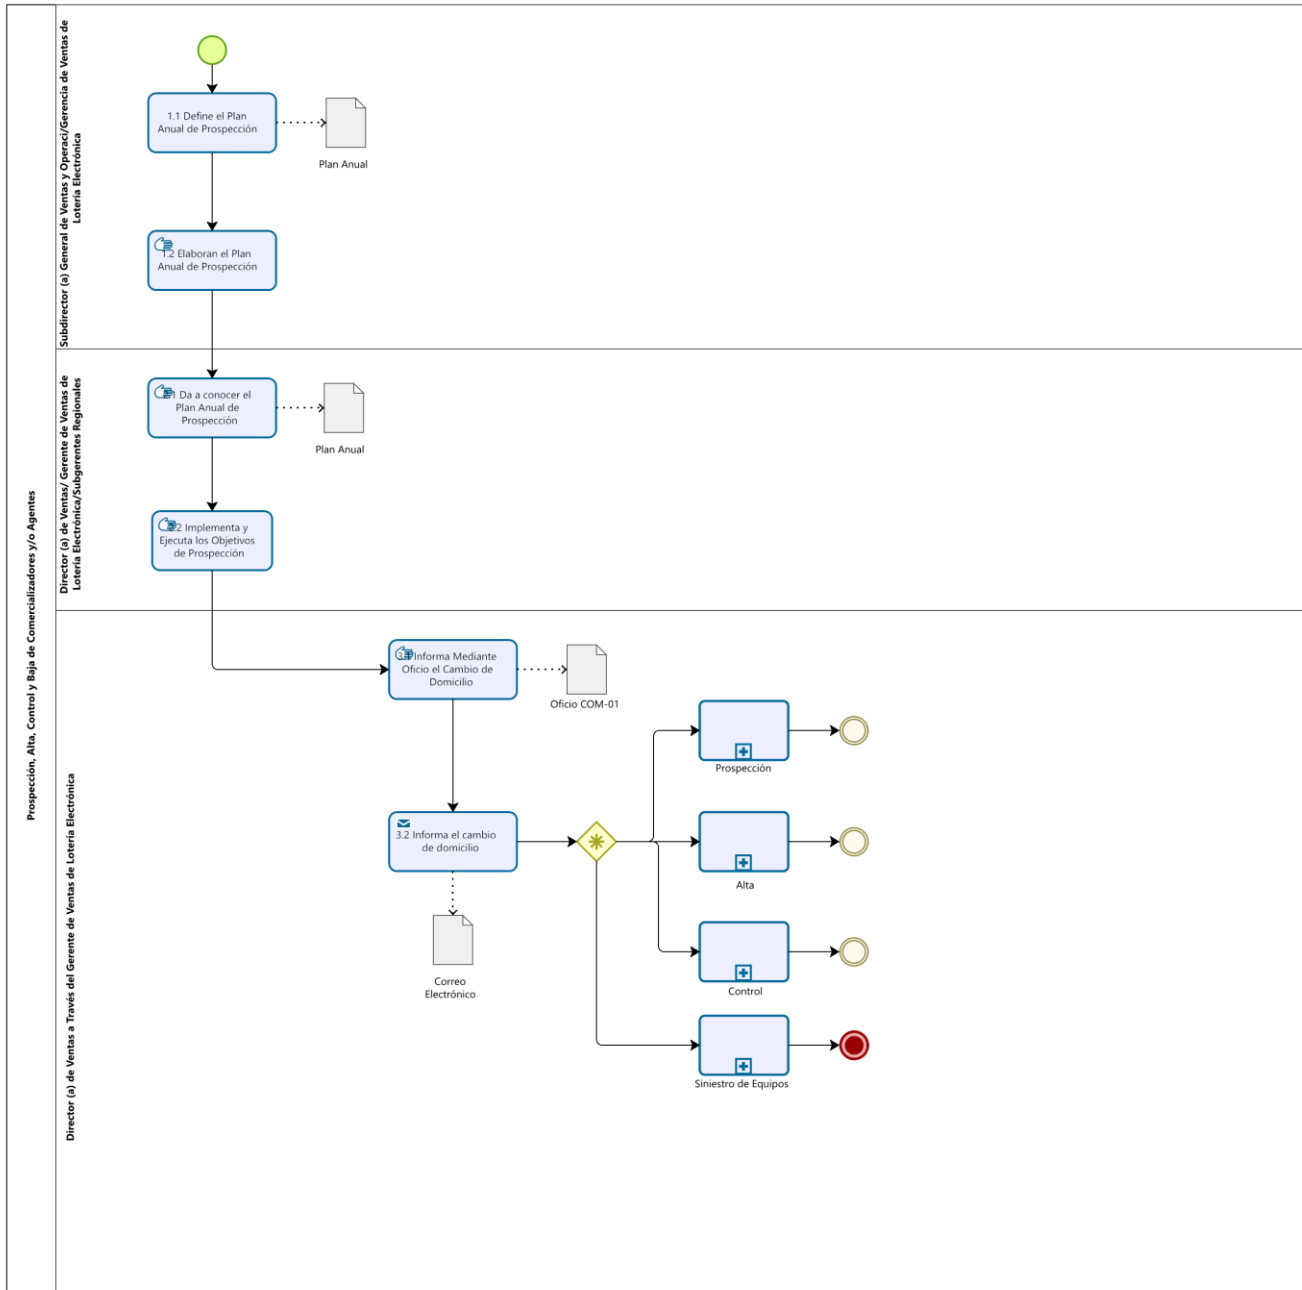 Prospección, Alta, Control y Baja de Comercializadores y/o Agentes
Subdirector (a) General de Ventas y Operaci/Gerencia de Ventas de
Lotería Electrónica
1.1 Define el Plan
Anual de Prospección
Plan Anual
1.2 Elaboran el Plan
Anual de Prospección
Director (a) de Ventas/ Gerente de Ventas de
Lotería Electrónica/Subgerentes Regionales
Da a conocer el
Plan Anual de
Prospección
Plan Anual
Implementa y
Ejecuta los Objetivos
de Prospección
Director (a) de Ventas a Través del Gerente de Ventas de Lotería Electrónica
3.1 Informa Mediante
Oficio el Cambio de
Domicilio
Oficio COM-01
Prospección
3.2 Informa el cambio
de domicilio
Alta
Correo
Electrónico
Control
Siniestro de Equipos